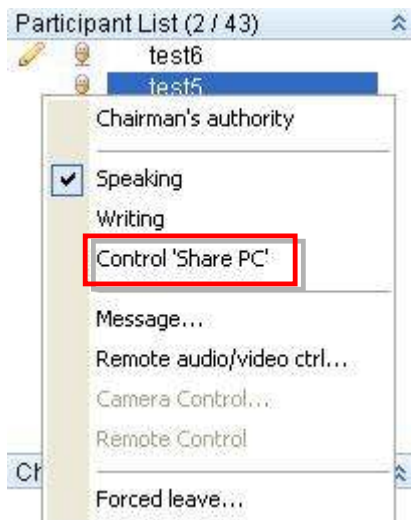 Participant List (2 / 43)
test6
test5
Chairman's authority
Speaking
Writing
Control 'Share PC'
Message...
Remote audio/video ctrl...
Camera Control...
Remote Control
Ch
Forced leave...